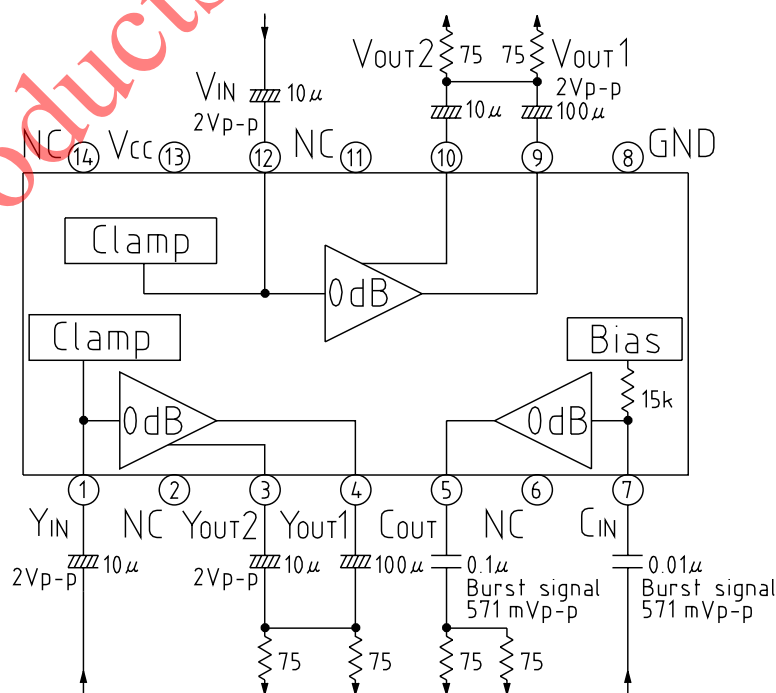 oducts
VOUT2 75 75 VOUT1
VIN 10μ 2Vp-p
2Vp-p 10μ 100μ
NC 14 VCC 13 12 NC 11 10 9 8 GND
Clamp
0dB
Clamp Bias
0dB 0dB 15k
1 2 3 4 5 6 7
YIN NC YOUT2 YOUT1 COUT NC CIN
10μ 10μ 100μ 0.1μ 0.01μ
2Vp-p 2Vp-p Burst signal Burst signal
571 mVp-p 571 mVp-p
75 75 75 75